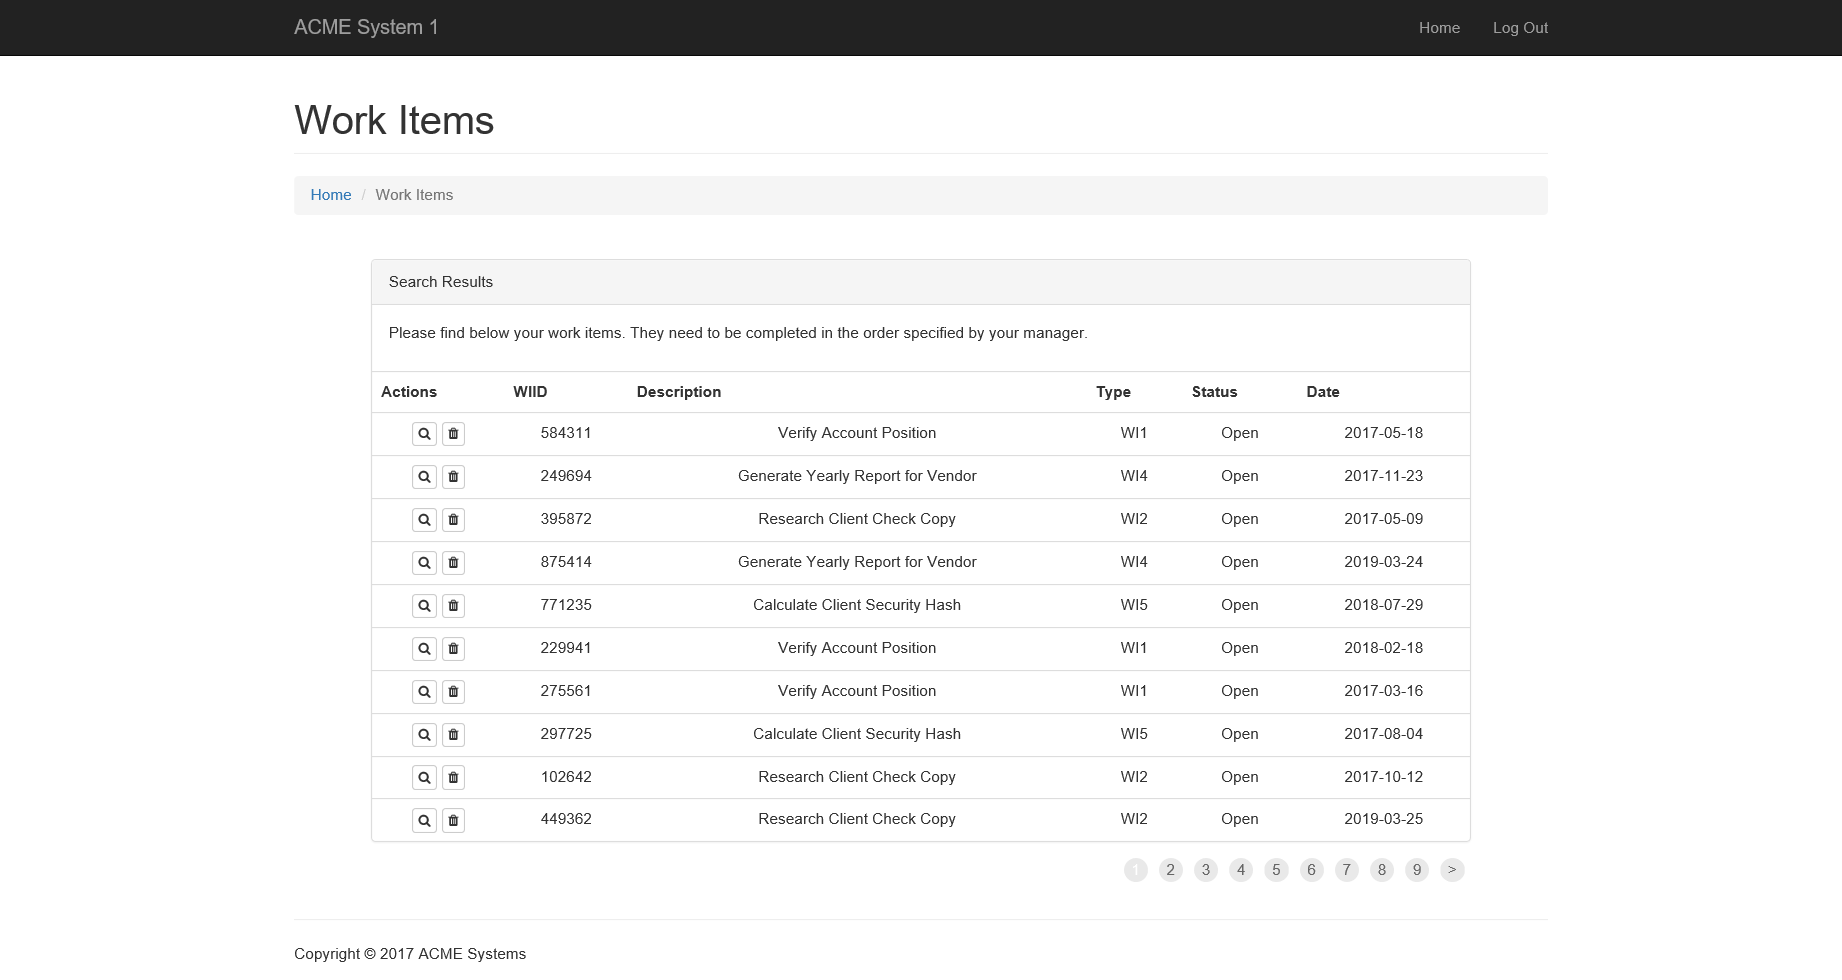 ACME System 1 Home Log Out
Work Items
Home / Work Items
Search Results
Please find below your work items. They need to be completed in the order specified by your manager.
Actions WIID Description Type Status Date
584311 Verify Account Position WI1 Open 2017-05-18
249694 Generate Yearly Report for Vendor WI4 Open 2017-11-23
395872 Research Client Check Copy WI2 Open 2017-05-09
875414 Generate Yearly Report for Vendor WI4 Open 2019-03-24
771235 Calculate Client Security Hash WI5 Open 2018-07-29
229941 Verify Account Position WI1 Open 2018-02-18
275561 Verify Account Position WI1 Open 2017-03-16
297725 Calculate Client Security Hash WI5 Open 2017-08-04
102642 Research Client Check Copy WI2 Open 2017-10-12
449362 Research Client Check Copy WI2 Open 2019-03-25
1 2 3 4 5 6 7 8 9 >
Copyright © 2017 ACME Systems